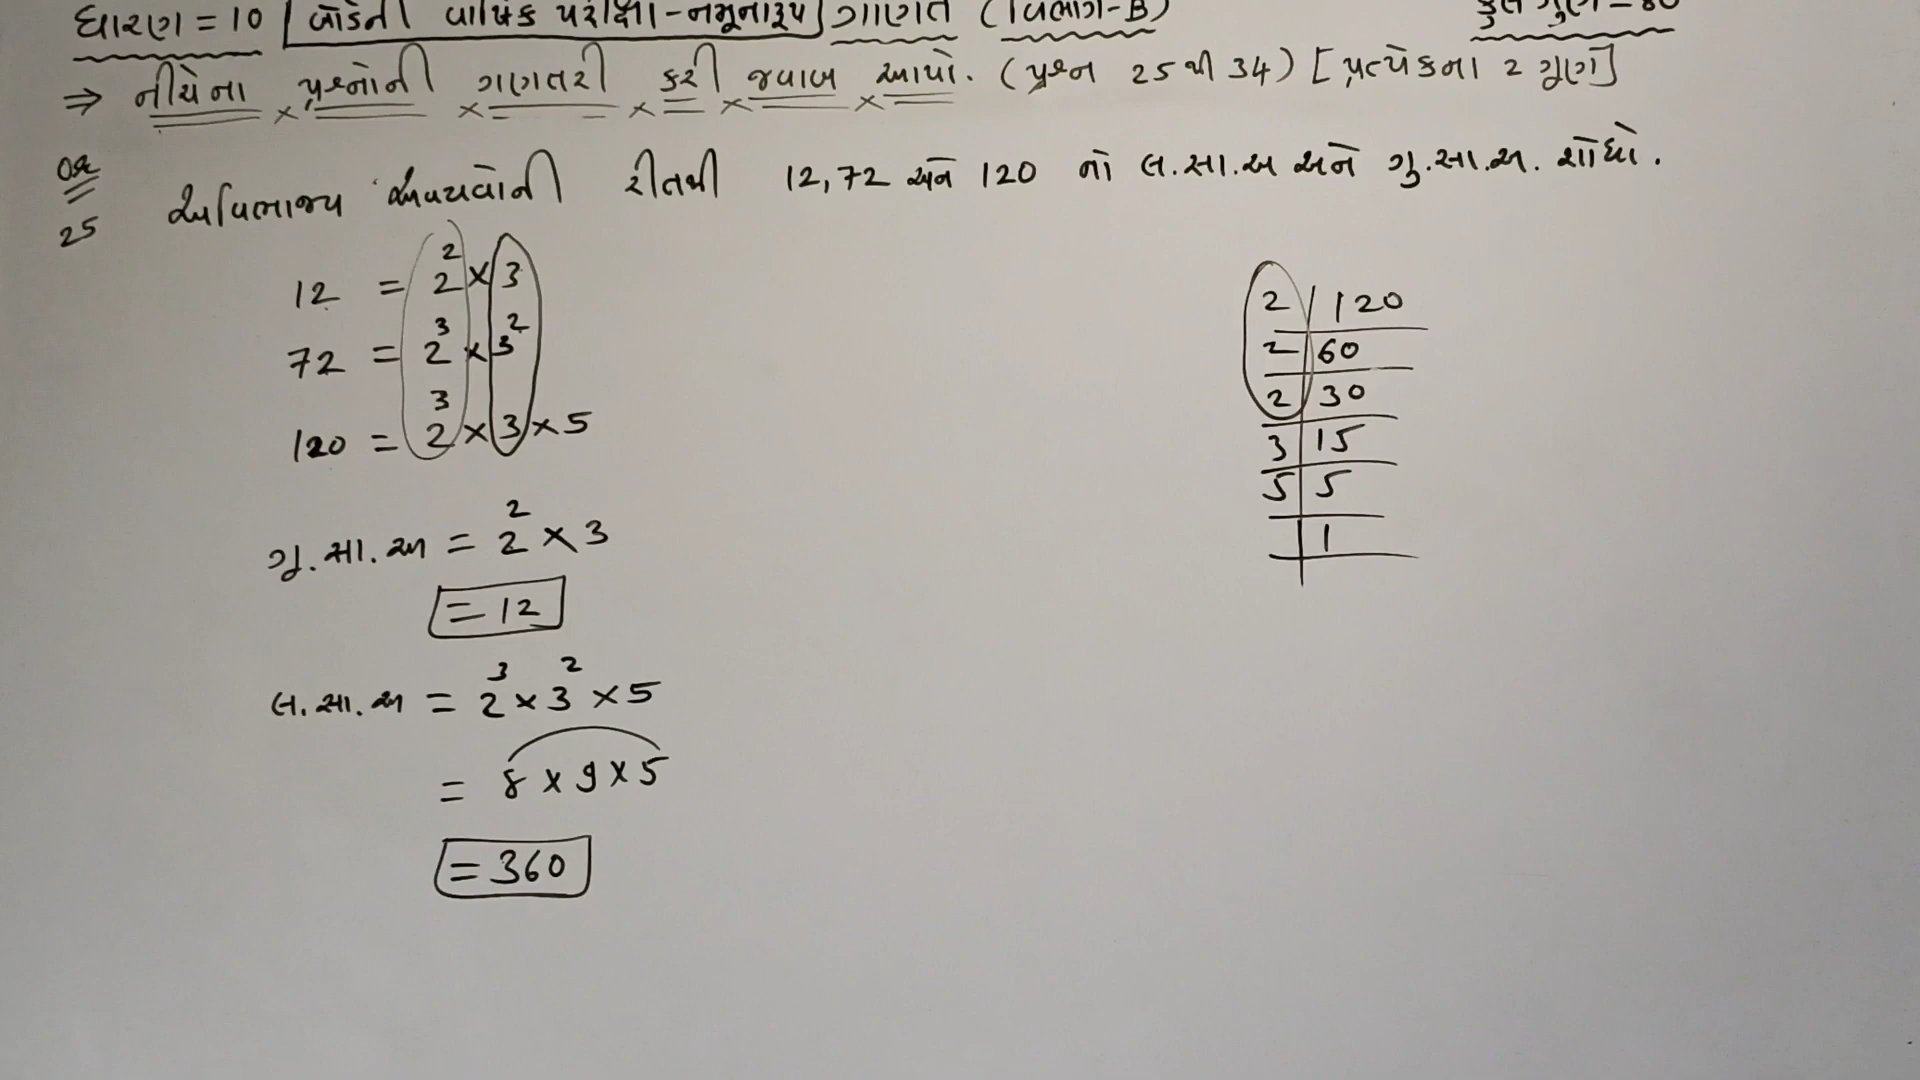 ધોરણ = 10 બોર્ડની વાર્ષિક પરીક્ષા - નમૂનારૂપ ગણિત (વિભાગ-B) કુલ ગુણ = 80
⇒ નીચેના પ્રશ્નોની ગણતરી કરી જવાબ આપો. (પ્રશ્ન 25 થી 34) [પ્રત્યેકના 2 ગુણ]
25 અવિભાજ્ય અવયવોની રીતથી 12, 72 અને 120 નો લ.સા.અ અને ગુ.સા.અ. શોધો.
12 = 2² × 3
72 = 2³ × 3²
120 = 2³ × 3 × 5
ગુ.સા.અ = 2² × 3
= 12
લ.સા.અ = 2³ × 3² × 5
= 8 × 9 × 5
= 360
2 | 120
2 | 60
2 | 30
3 | 15
5 | 5
| 1